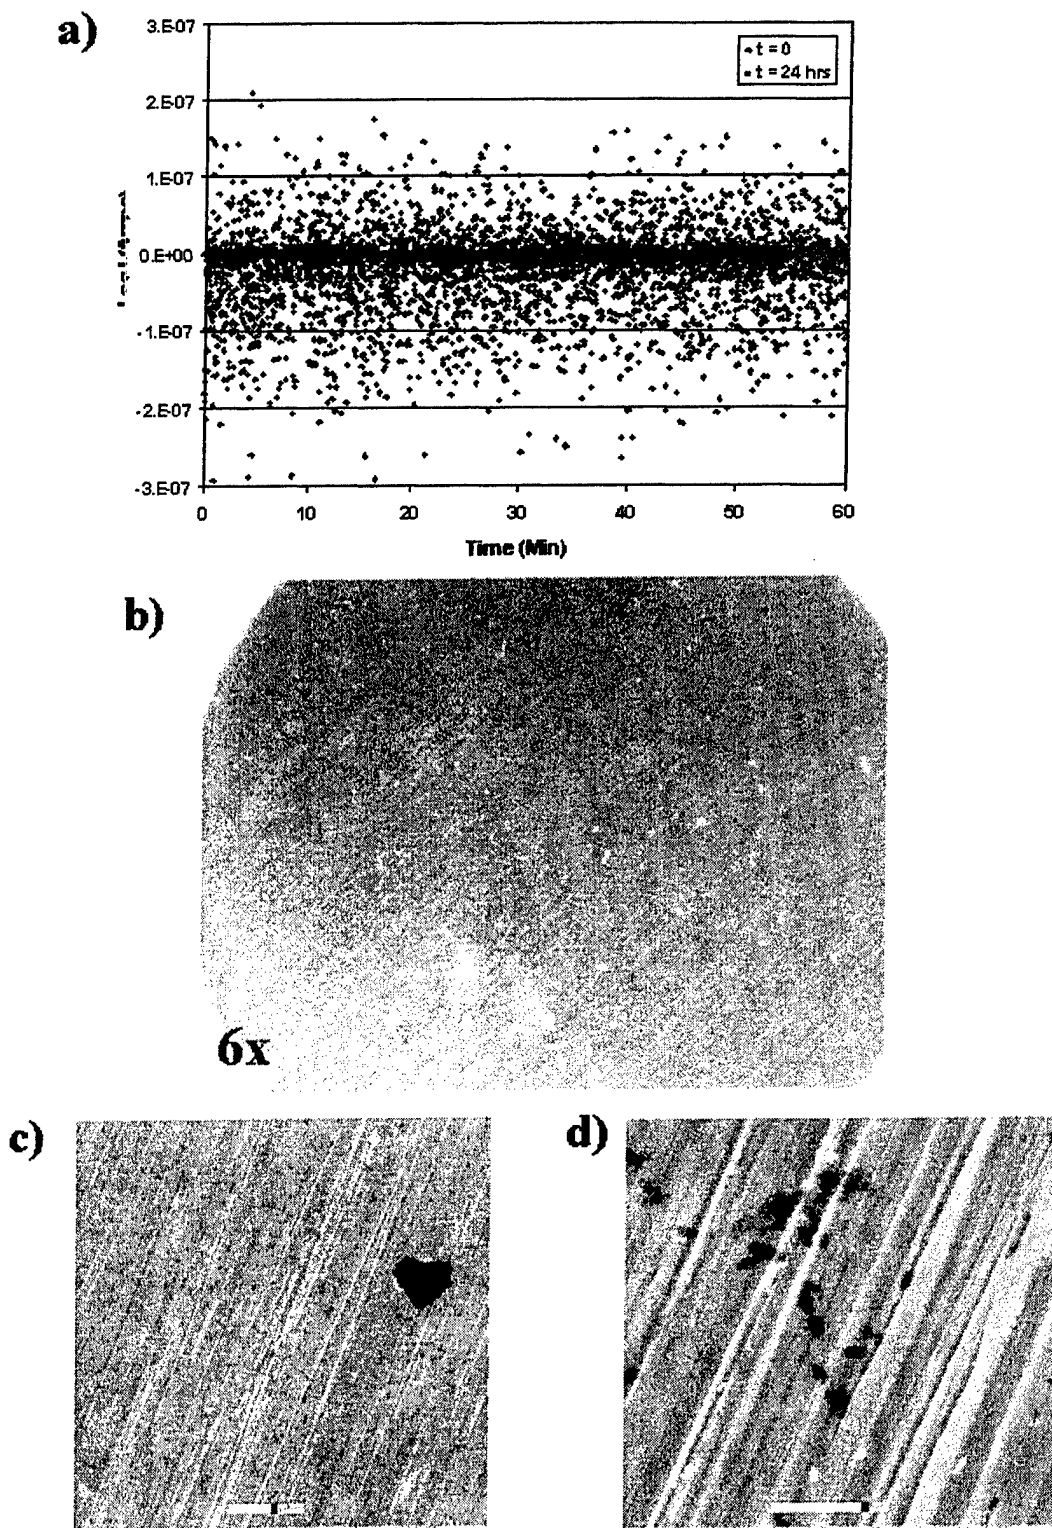 a)
3.E-07
2.E-07
1.E-07
0.E+00
-1.E-07
-2.E-07
-3.E-07
t = 0
t = 24 hrs
0 10 20 30 40 50 60
Time (Min)
b)
6x
c)
d)